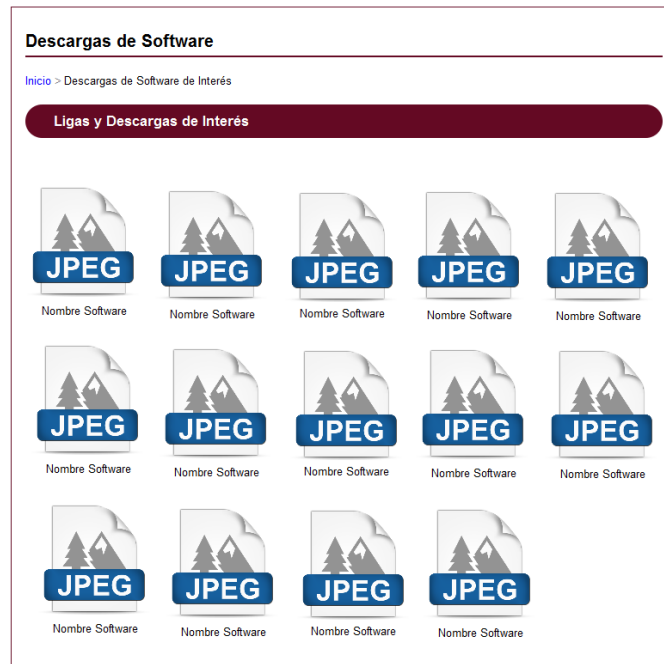 Descargas de Software
Inicio > Descargas de Software de Interés
Ligas y Descargas de Interés
JPEG JPEG JPEG JPEG JPEG
Nombre Software Nombre Software Nombre Software Nombre Software Nombre Software
JPEG JPEG JPEG JPEG JPEG
Nombre Software Nombre Software Nombre Software Nombre Software Nombre Software
JPEG JPEG JPEG JPEG
Nombre Software Nombre Software Nombre Software Nombre Software